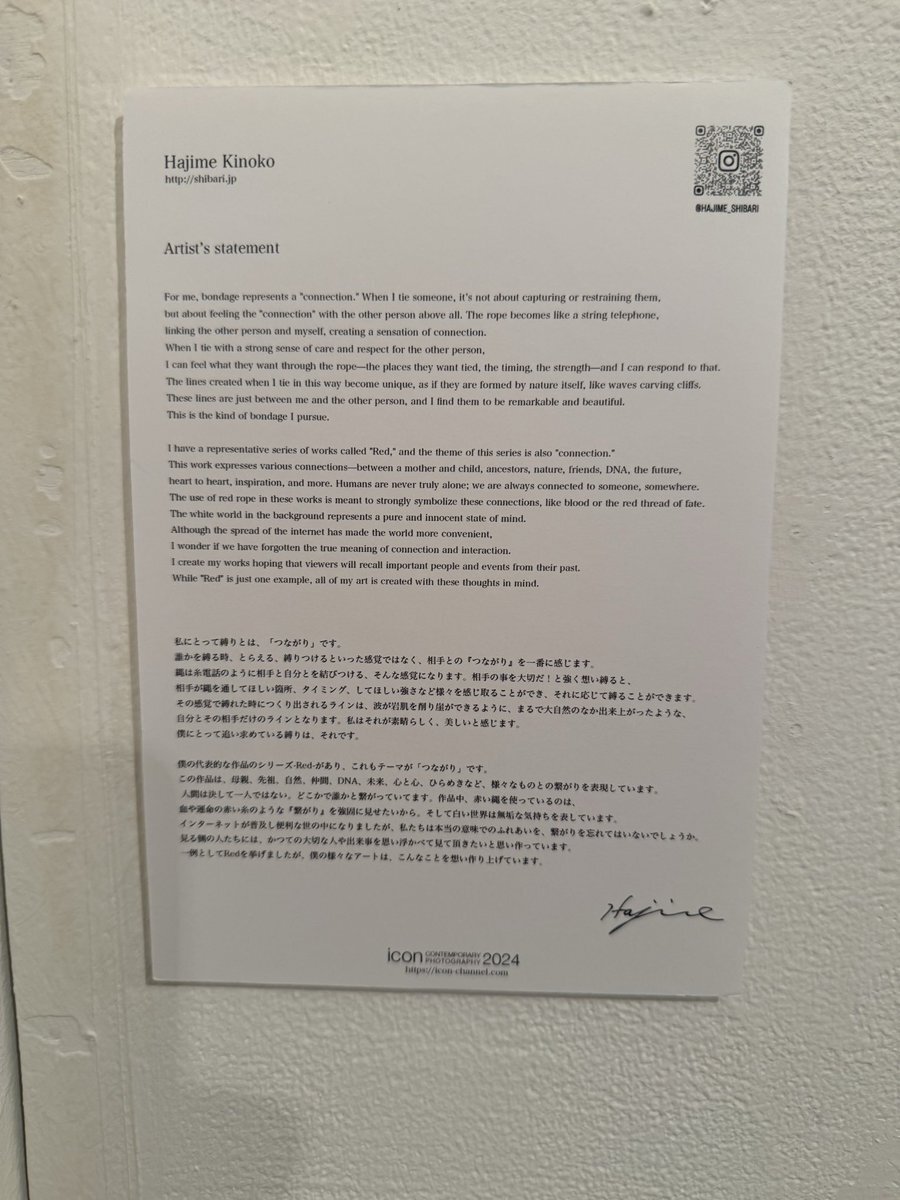 Hajime Kinoko
http://shibari.jp
@HAJIME_SHIBARI
Artist's statement
For me, bondage represents a "connection." When I tie someone, it's not about capturing or restraining them,
but about feeling the "connection" with the other person above all. The rope becomes like a string telephone,
linking the other person and myself, creating a sensation of connection.
When I tie with a strong sense of care and respect for the other person,
I can feel what they want through the rope—the places they want tied, the timing, the strength—and I can respond to that.
The lines created when I tie in this way become unique, as if they are formed by nature itself, like waves carving cliffs.
These lines are just between me and the other person, and I find them to be remarkable and beautiful.
This is the kind of bondage I pursue.
I have a representative series of works called "Red," and the theme of this series is also "connection."
This work expresses various connections—between a mother and child, ancestors, nature, friends, DNA, the future,
heart to heart, inspiration, and more. Humans are never truly alone; we are always connected to someone, somewhere.
The use of red rope in these works is meant to strongly symbolize these connections, like blood or the red thread of fate.
The white world in the background represents a pure and innocent state of mind.
Although the spread of the internet has made the world more convenient,
I wonder if we have forgotten the true meaning of connection and interaction.
I create my works hoping that viewers will recall important people and events from their past.
While "Red" is just one example, all of my art is created with these thoughts in mind.
私にとって縛りとは、「つながり」です。
誰かを縛る時、とらえる、縛りつけるといった感覚ではなく、相手との『つながり』を一番に感じます。
縄は糸電話のように相手と自分とを結びつける、そんな感覚になります。相手の事を大切だ！と強く想い縛ると、
相手が縄を通してほしい箇所、タイミング、してほしい強さなど様々を感じ取ることができ、それに応じて縛ることができます。
その感覚で縛れた時につくり出されるラインは、波が岩肌を削り崖ができるように、まるで大自然のなか出来上がったような、
自分とその相手だけのラインとなります。私はそれが素晴らしく、美しいと感じます。
僕にとって追い求めている縛りは、それです。
僕の代表的な作品のシリーズ-Red-があり、これもテーマが「つながり」です。
この作品は、母親、先祖、自然、仲間、DNA、未来、心と心、ひらめきなど、様々なものとの繋がりを表現しています。
人間は決して一人ではない。どこかで誰かと繋がっていてます。作品中、赤い縄を使っているのは、
血や運命の赤い糸のような『繋がり』を強固に見せたいから。そして白い世界は無垢な気持ちを表しています。
インターネットが普及し便利な世の中になりましたが、私たちは本当の意味でのふれあいを、繋がりを忘れてはいないでしょうか。
見る側の人たちには、かつての大切な人や出来事を思い浮かべて見て頂きたいと思い作っています。
一例としてRedを挙げましたが、僕の様々なアートは、こんなことを想い作り上げています。
Hajime
icon CONTEMPORARY PHOTOGRAPHY 2024
https://icon-channel.com